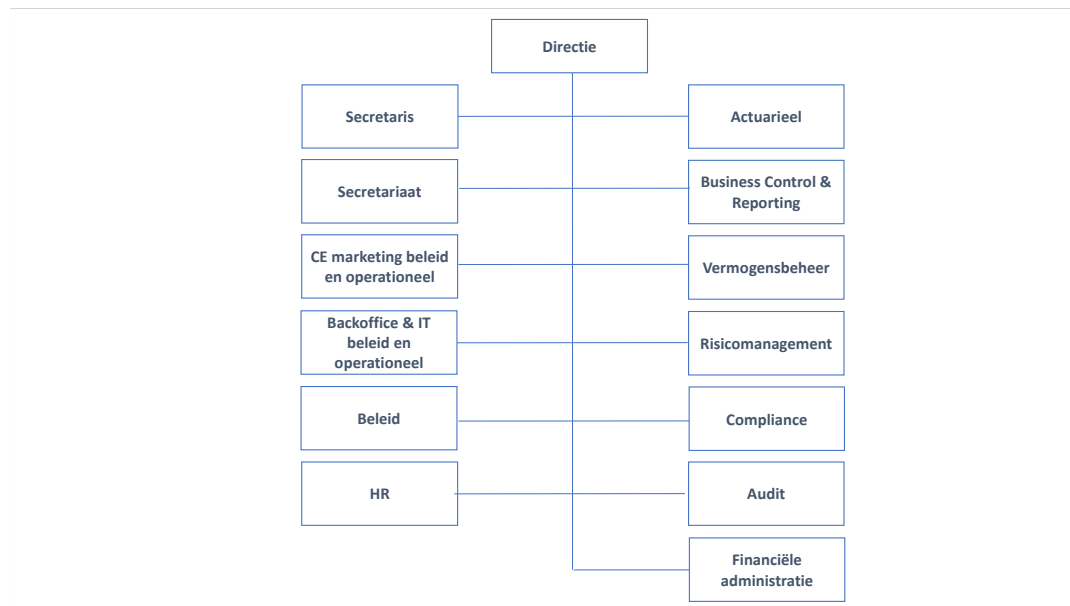 Directie
Secretaris
Actuarieel
Secretariaat
Business Control &
Reporting
CE marketing beleid
en operationeel
Vermogensbeheer
Backoffice & IT
beleid en
operationeel
Risicomanagement
Beleid
Compliance
HR
Audit
Financiële
administratie